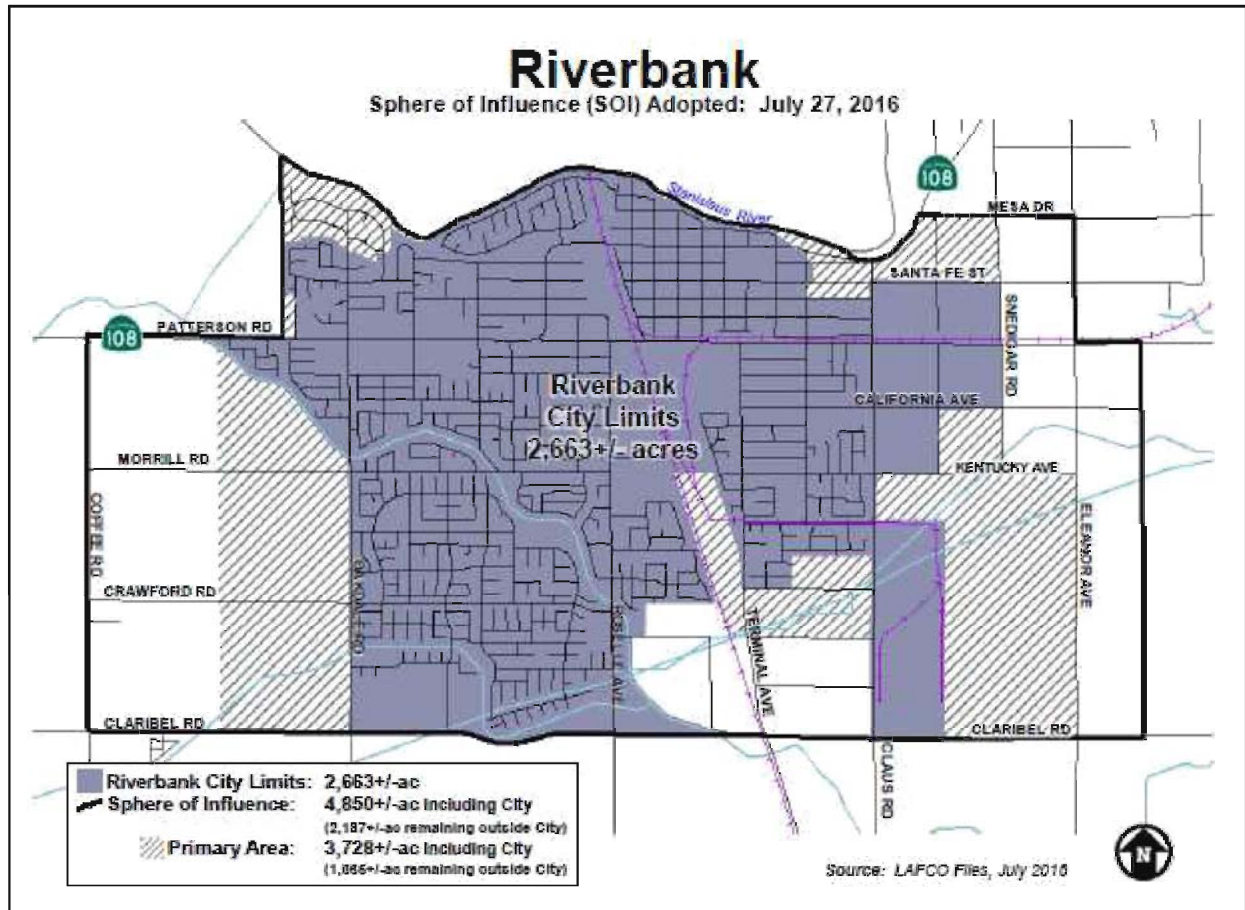 Riverbank
Sphere of Influence (SOI) Adopted: July 27, 2016
108
MESA DR
Stanislaus River
SANTA FE ST
SNEDIGAR RD
108
PATTERSON RD
Riverbank
City Limits
2,663+/- acres
CALIFORNIA AVE
MORRILL RD
KENTUCKY AVE
COFFEE RD
ELEANOR AVE
OAKDALE RD
CRAWFORD RD
ROSELLE AVE
TERMINAL AVE
CLARIBEL RD
CLARIBEL RD
CLAUS RD
Riverbank City Limits: 2,663+/-ac
Sphere of Influence: 4,850+/-ac Including City
(2,187+/-ac remaining outside City)
Primary Area: 3,728+/-ac Including City
(1,065+/-ac remaining outside City)
Source: LAFCO Files, July 2016
N